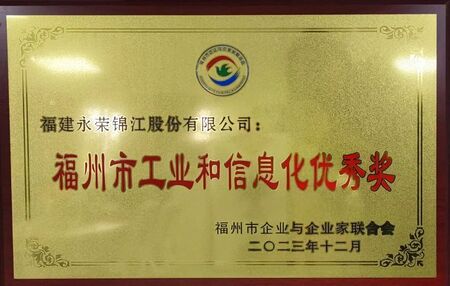 福建永荣锦江股份有限公司：
福州市工业和信息化优秀奖
福州市企业与企业家联合会
二〇二三年十二月